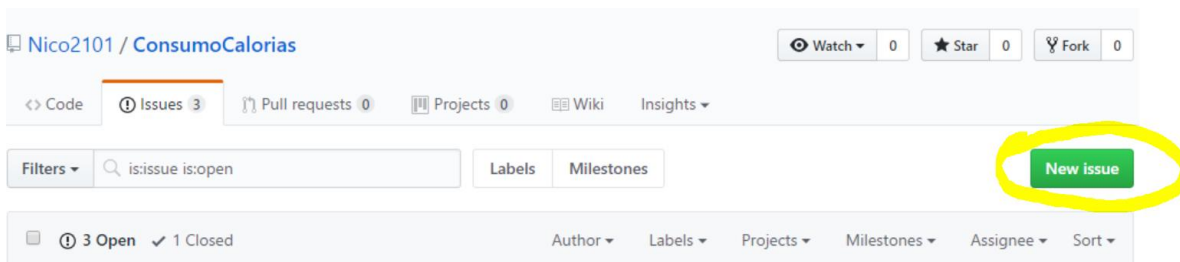 Nico2101 / ConsumoCalorias Watch 0 Star 0 Fork 0
Code Issues 3 Pull requests 0 Projects 0 Wiki Insights
Filters is:issue is:open Labels Milestones New issue
3 Open 1 Closed Author Labels Projects Milestones Assignee Sort